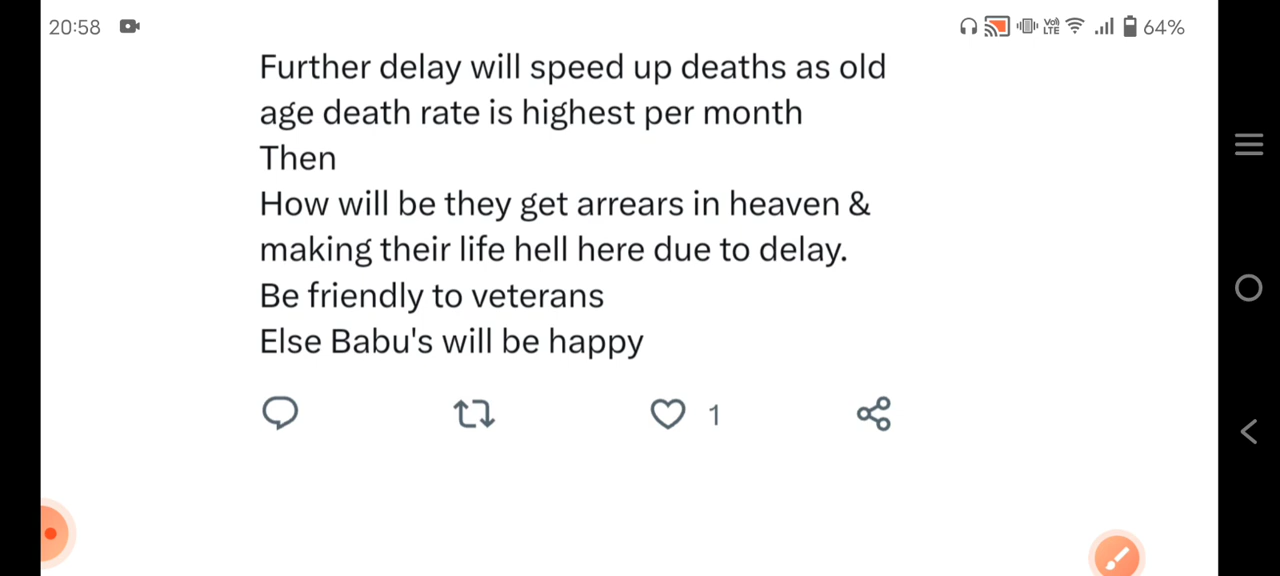 20:58 Vol) LTE 64%
Further delay will speed up deaths as old
age death rate is highest per month
Then
How will be they get arrears in heaven &
making their life hell here due to delay.
Be friendly to veterans
Else Babu's will be happy
1